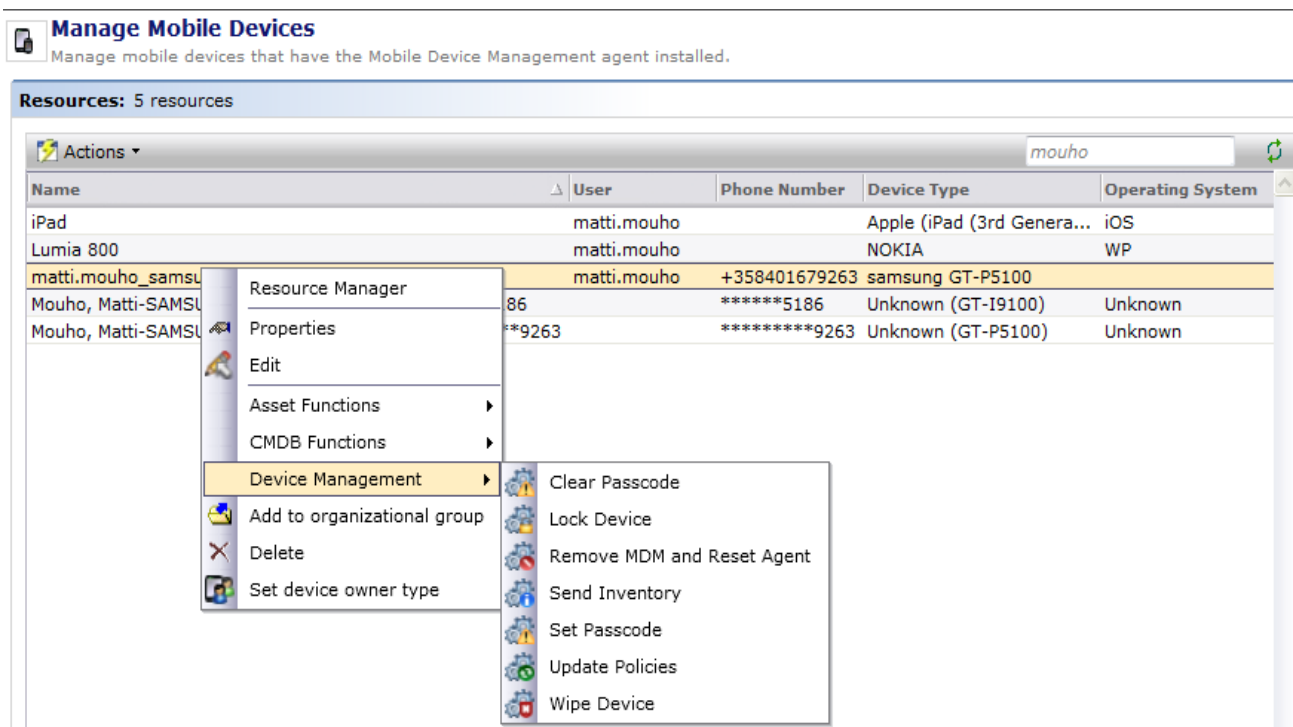 Manage Mobile Devices
Manage mobile devices that have the Mobile Device Management agent installed.
Resources: 5 resources
Actions mouho
Name User Phone Number Device Type Operating System
iPad matti.mouho Apple (iPad (3rd Genera... iOS
Lumia 800 matti.mouho NOKIA WP
matti.mouho_samsu matti.mouho +358401679263 samsung GT-P5100
Mouho, Matti-SAMSU 86 ******5186 Unknown (GT-I9100) Unknown
Mouho, Matti-SAMSU **9263 *********9263 Unknown (GT-P5100) Unknown
Resource Manager
Properties
Edit
Asset Functions
CMDB Functions
Device Management
Add to organizational group
Delete
Set device owner type
Clear Passcode
Lock Device
Remove MDM and Reset Agent
Send Inventory
Set Passcode
Update Policies
Wipe Device